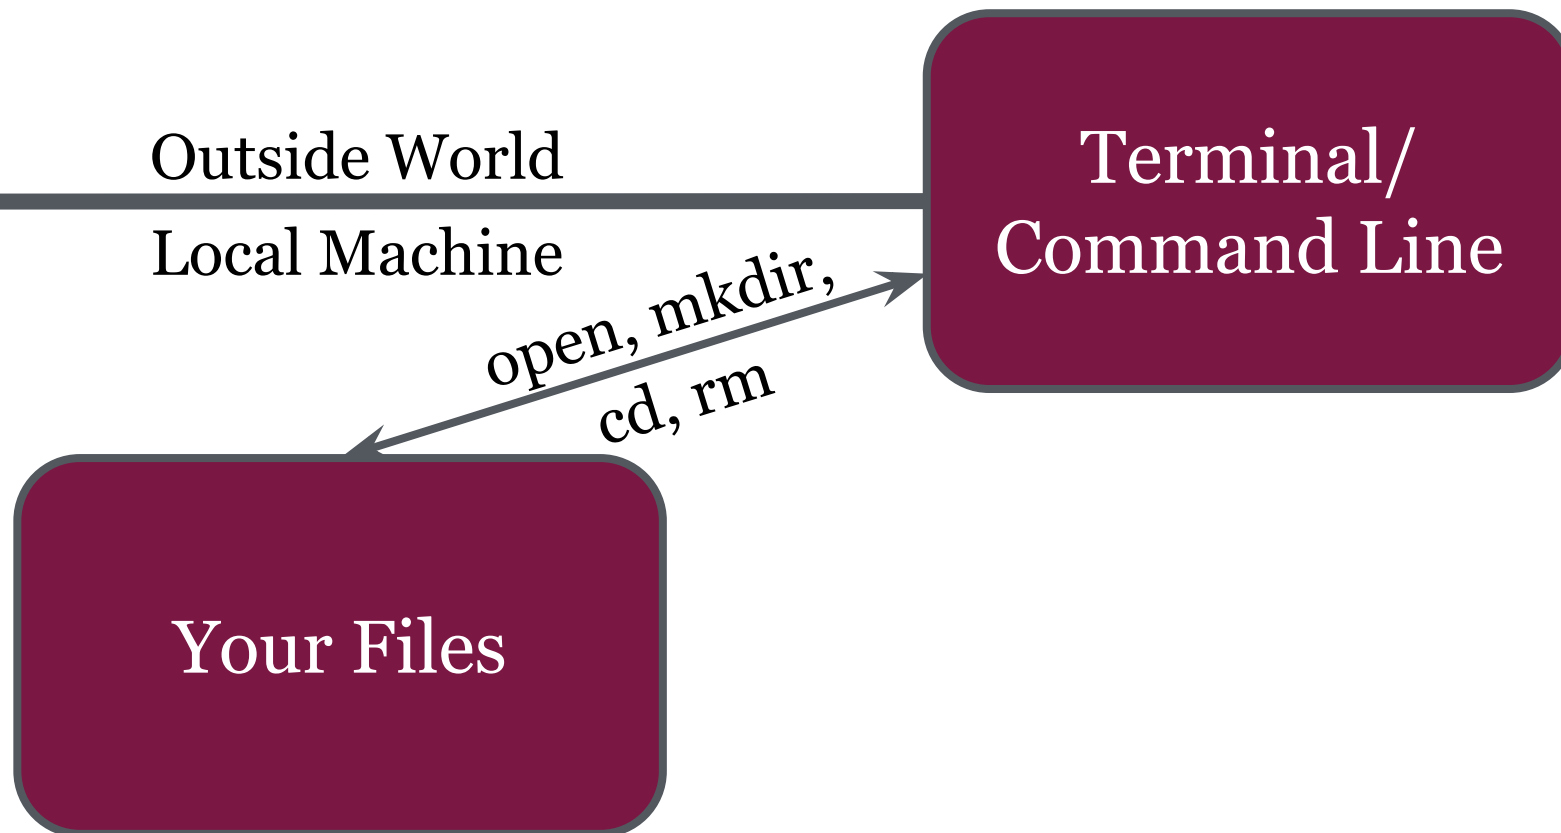 Outside World
Local Machine
Terminal/
Command Line
open, mkdir,
cd, rm
Your Files